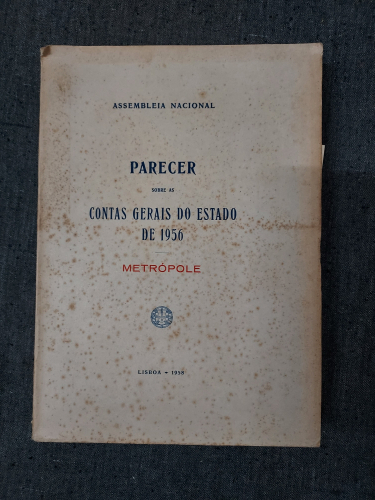 ASSEMBLEIA NACIONAL
PARECER
SOBRE AS
CONTAS GERAIS DO ESTADO
DE 1956
METRÓPOLE
LISBOA • 1958